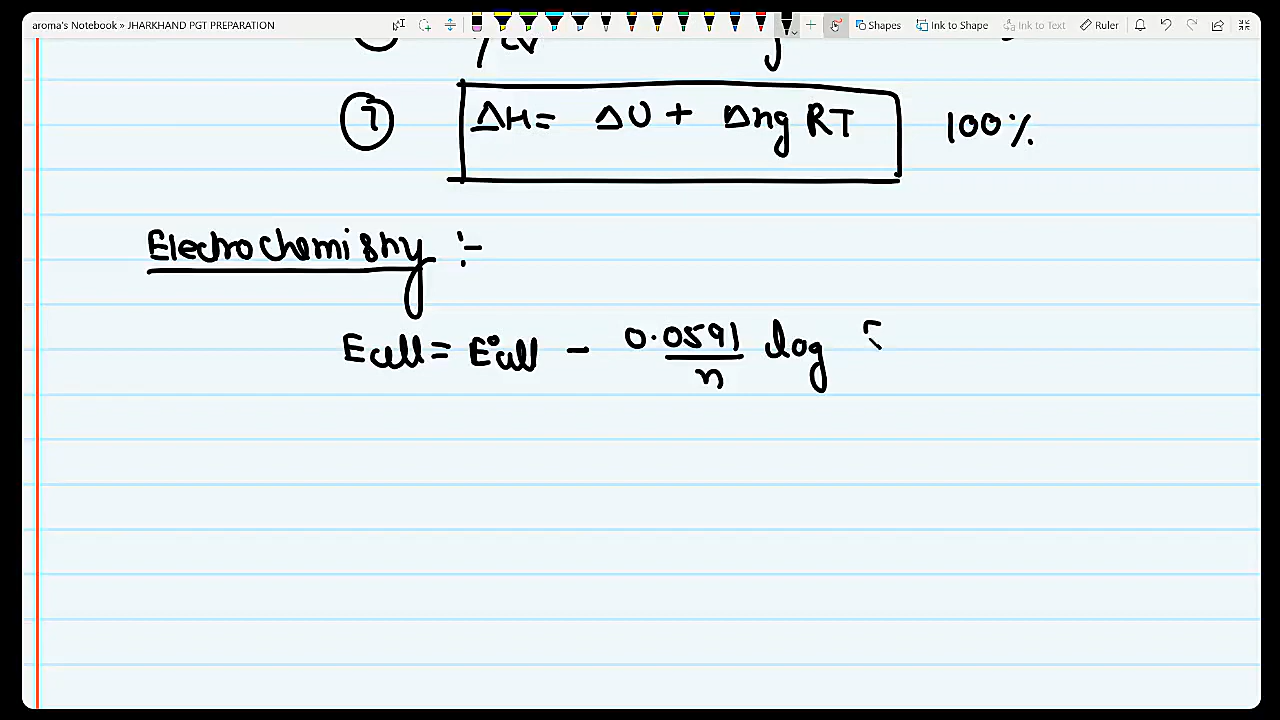 aroma's Notebook » JHARKHAND PGT PREPARATION
Shapes Ink to Shape Ink to Text Ruler
⑦ ΔH = ΔU + Δng RT 100%
Electrochemistry :-
Ecell = E°cell - 0.0591/n log [